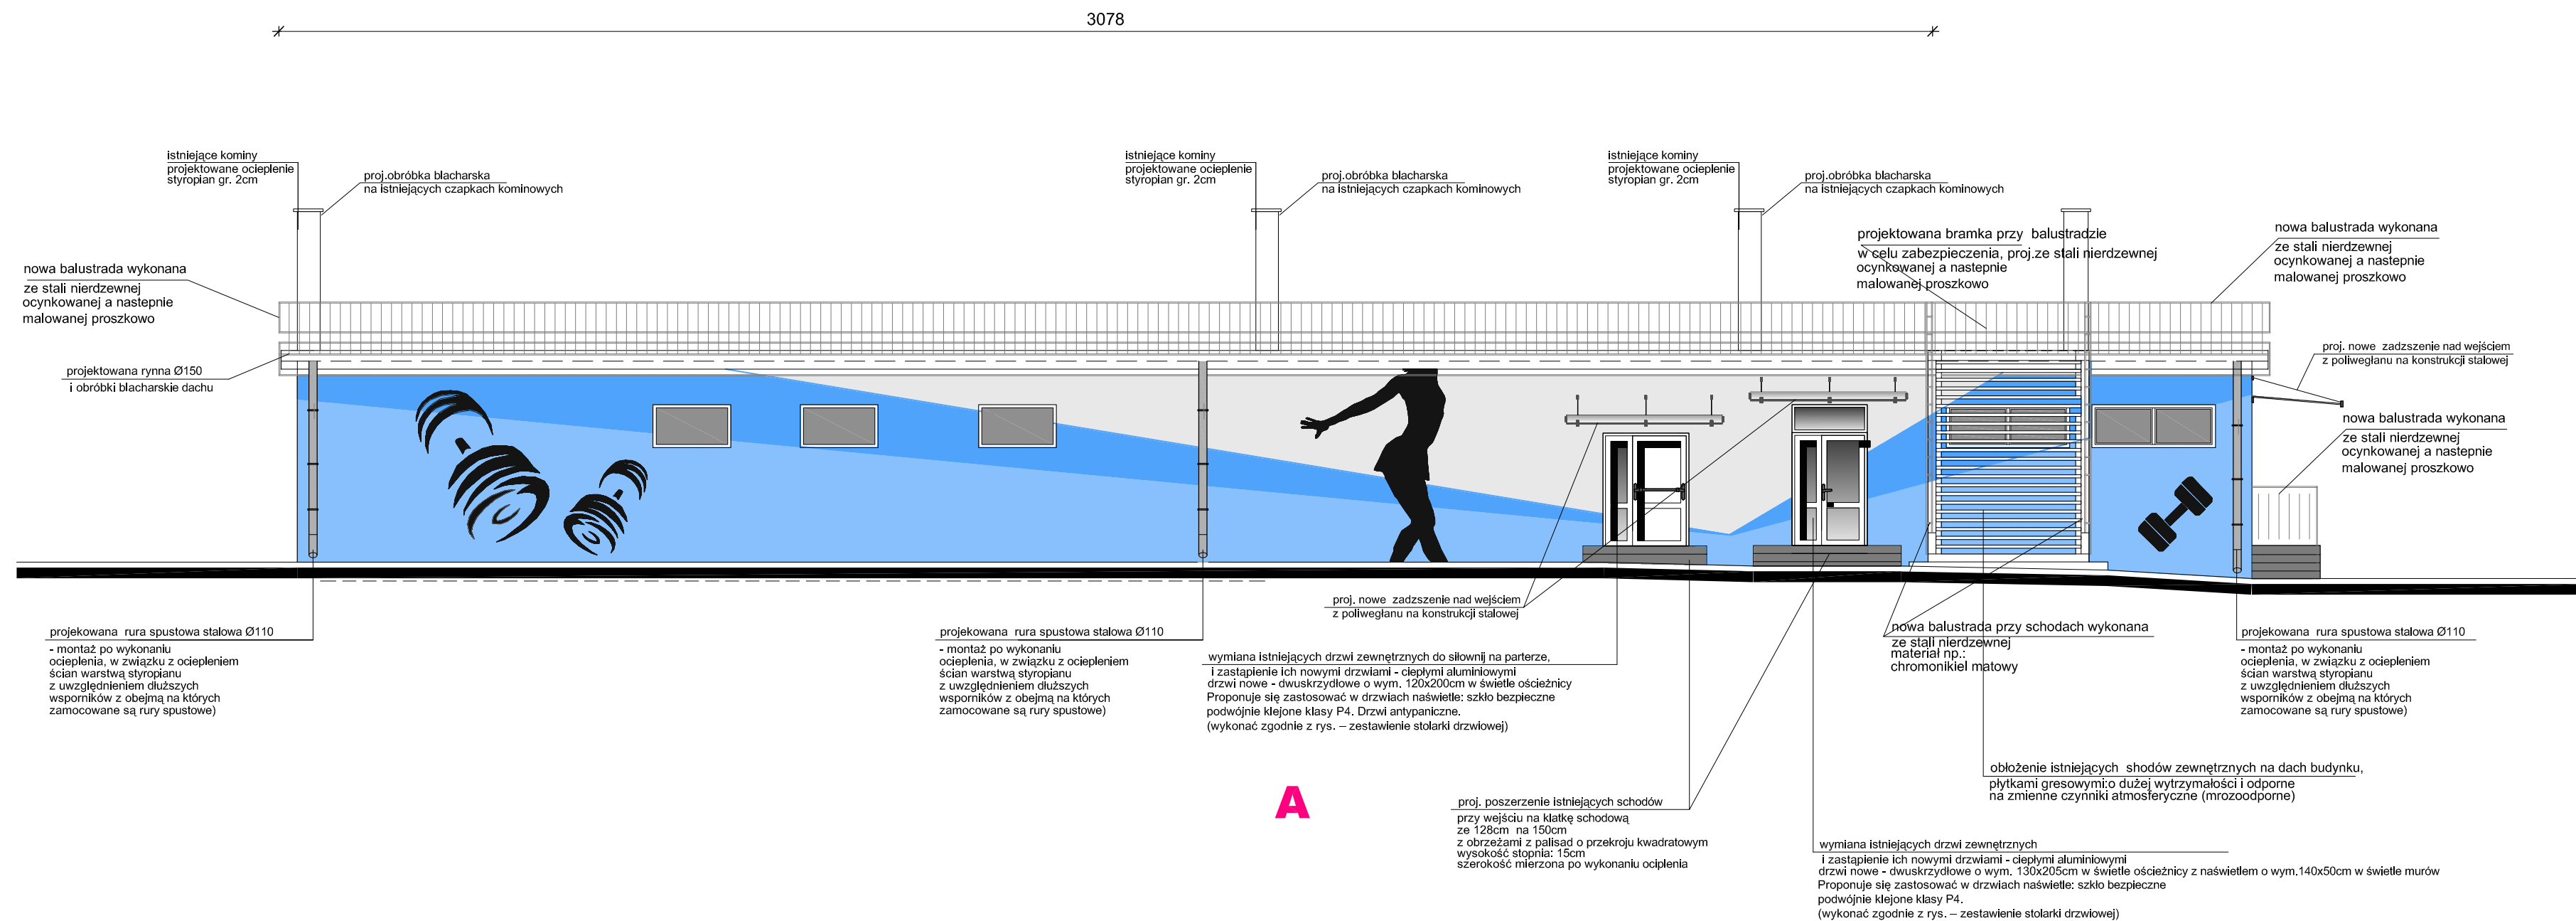 3078
istniejące kominy
projektowane ocieplenie
styropian gr. 2cm
proj.obróbka blacharska
na istniejących czapkach kominowych
istniejące kominy
projektowane ocieplenie
styropian gr. 2cm
proj.obróbka blacharska
na istniejących czapkach kominowych
istniejące kominy
projektowane ocieplenie
styropian gr. 2cm
proj.obróbka blacharska
na istniejących czapkach kominowych
projektowana bramka przy balustradzie
w celu zabezpieczenia, proj.ze stali nierdzewnej
ocynkowanej a nastepnie
malowanej proszkowo
nowa balustrada wykonana
ze stali nierdzewnej
ocynkowanej a nastepnie
malowanej proszkowo
nowa balustrada wykonana
ze stali nierdzewnej
ocynkowanej a nastepnie
malowanej proszkowo
projektowana rynna Ø150
i obróbki blacharskie dachu
proj. nowe zadzszenie nad wejściem
z poliwegłanu na konstrukcji stalowej
nowa balustrada wykonana
ze stali nierdzewnej
ocynkowanej a nastepnie
malowanej proszkowo
projekowana rura spustowa stalowa Ø110
- montaż po wykonaniu
ocieplenia, w związku z ociepleniem
ścian warstwą styropianu
z uwzględnieniem dłuższych
wsporników z obejmą na których
zamocowane są rury spustowe)
projekowana rura spustowa stalowa Ø110
- montaż po wykonaniu
ocieplenia, w związku z ociepleniem
ścian warstwą styropianu
z uwzględnieniem dłuższych
wsporników z obejmą na których
zamocowane są rury spustowe)
proj. nowe zadzszenie nad wejściem
z poliwegłanu na konstrukcji stalowej
wymiana istniejących drzwi zewnętrznych do siłownij na parterze,
i zastąpienie ich nowymi drzwiami - ciepłymi aluminiowymi
drzwi nowe - dwuskrzydłowe o wym. 120x200cm w świetle ościeżnicy
Proponuje się zastosować w drzwiach naświetle: szkło bezpieczne
podwójnie klejone klasy P4. Drzwi antypaniczne.
(wykonać zgodnie z rys. – zestawienie stolarki drzwiowej)
nowa balustrada przy schodach wykonana
ze stali nierdzewnej
materiał np.:
chromonikiel matowy
projekowana rura spustowa stalowa Ø110
- montaż po wykonaniu
ocieplenia, w związku z ociepleniem
ścian warstwą styropianu
z uwzględnieniem dłuższych
wsporników z obejmą na których
zamocowane są rury spustowe)
obłożenie istniejących shodów zewnętrznych na dach budynku,
płytkami gresowymi:o dużej wytrzymałości i odporne
na zmienne czynniki atmosferyczne (mrozoodporne)
A
proj. poszerzenie istniejących schodów
przy wejściu na klatkę schodową
ze 128cm na 150cm
z obrzeżami z palisad o przekroju kwadratowym
wysokość stopnia: 15cm
szerokość mierzona po wykonaniu ociplenia
wymiana istniejących drzwi zewnętrznych
i zastąpienie ich nowymi drzwiami - ciepłymi aluminiowymi
drzwi nowe - dwuskrzydłowe o wym. 130x205cm w świetle ościeżnicy z naświetlem o wym.140x50cm w świetle murów
Proponuje się zastosować w drzwiach naświetle: szkło bezpieczne
podwójnie klejone klasy P4.
(wykonać zgodnie z rys. – zestawienie stolarki drzwiowej)